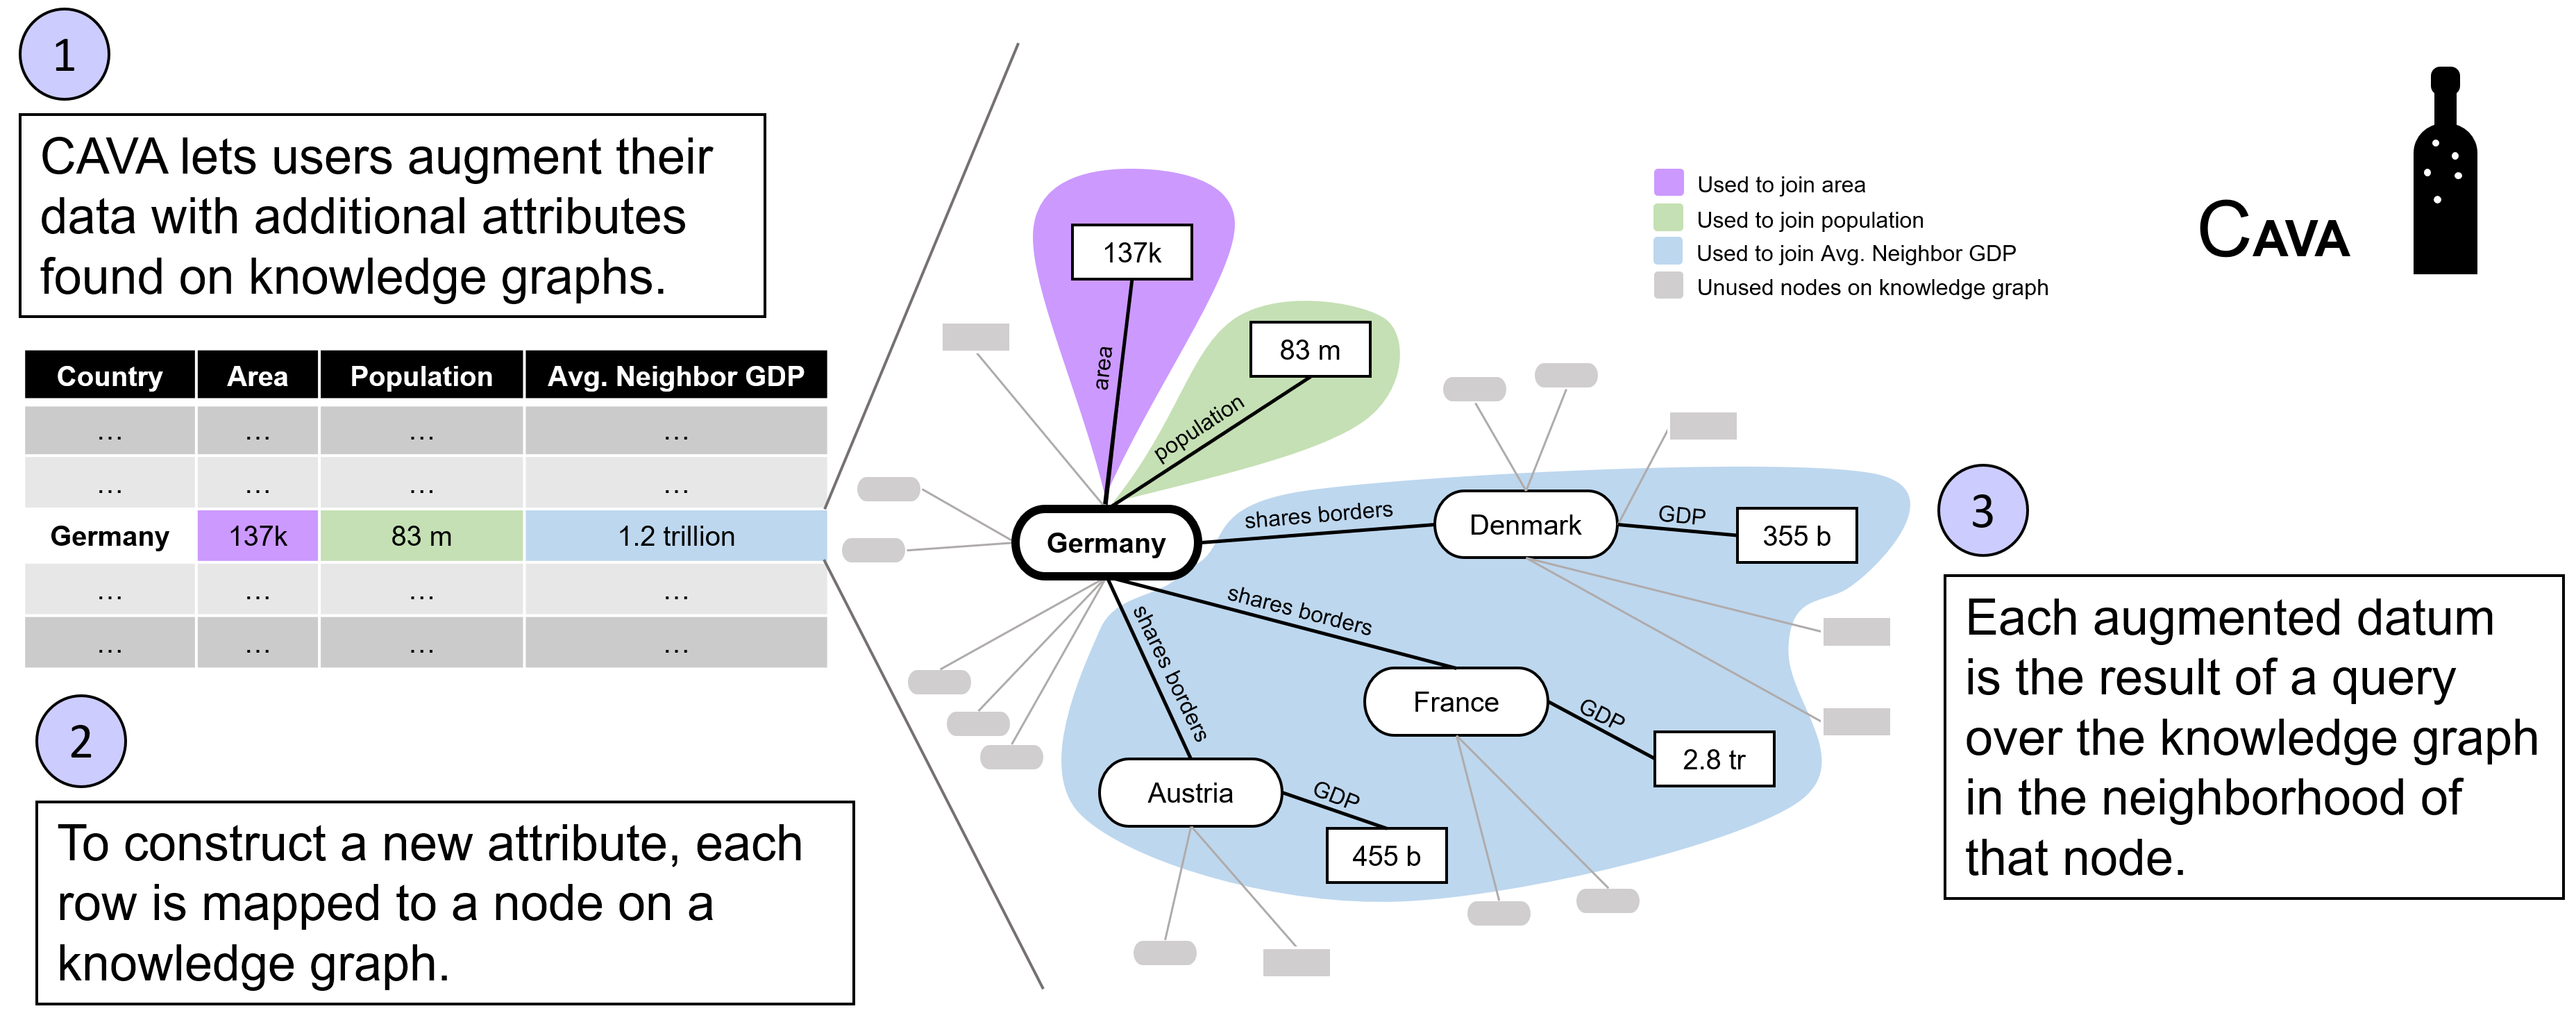 1
CAVA lets users augment their
data with additional attributes
found on knowledge graphs.
Country Area Population Avg. Neighbor GDP
... ... ... ...
... ... ... ...
Germany 137k 83 m 1.2 trillion
... ... ... ...
... ... ... ...
2
To construct a new attribute, each
row is mapped to a node on a
knowledge graph.
137k
area
83 m
population
Germany
shares borders
Denmark
GDP
355 b
shares borders
France
GDP
2.8 tr
shares borders
Austria
GDP
455 b
Used to join area
Used to join population
Used to join Avg. Neighbor GDP
Unused nodes on knowledge graph
CAVA
3
Each augmented datum
is the result of a query
over the knowledge graph
in the neighborhood of
that node.